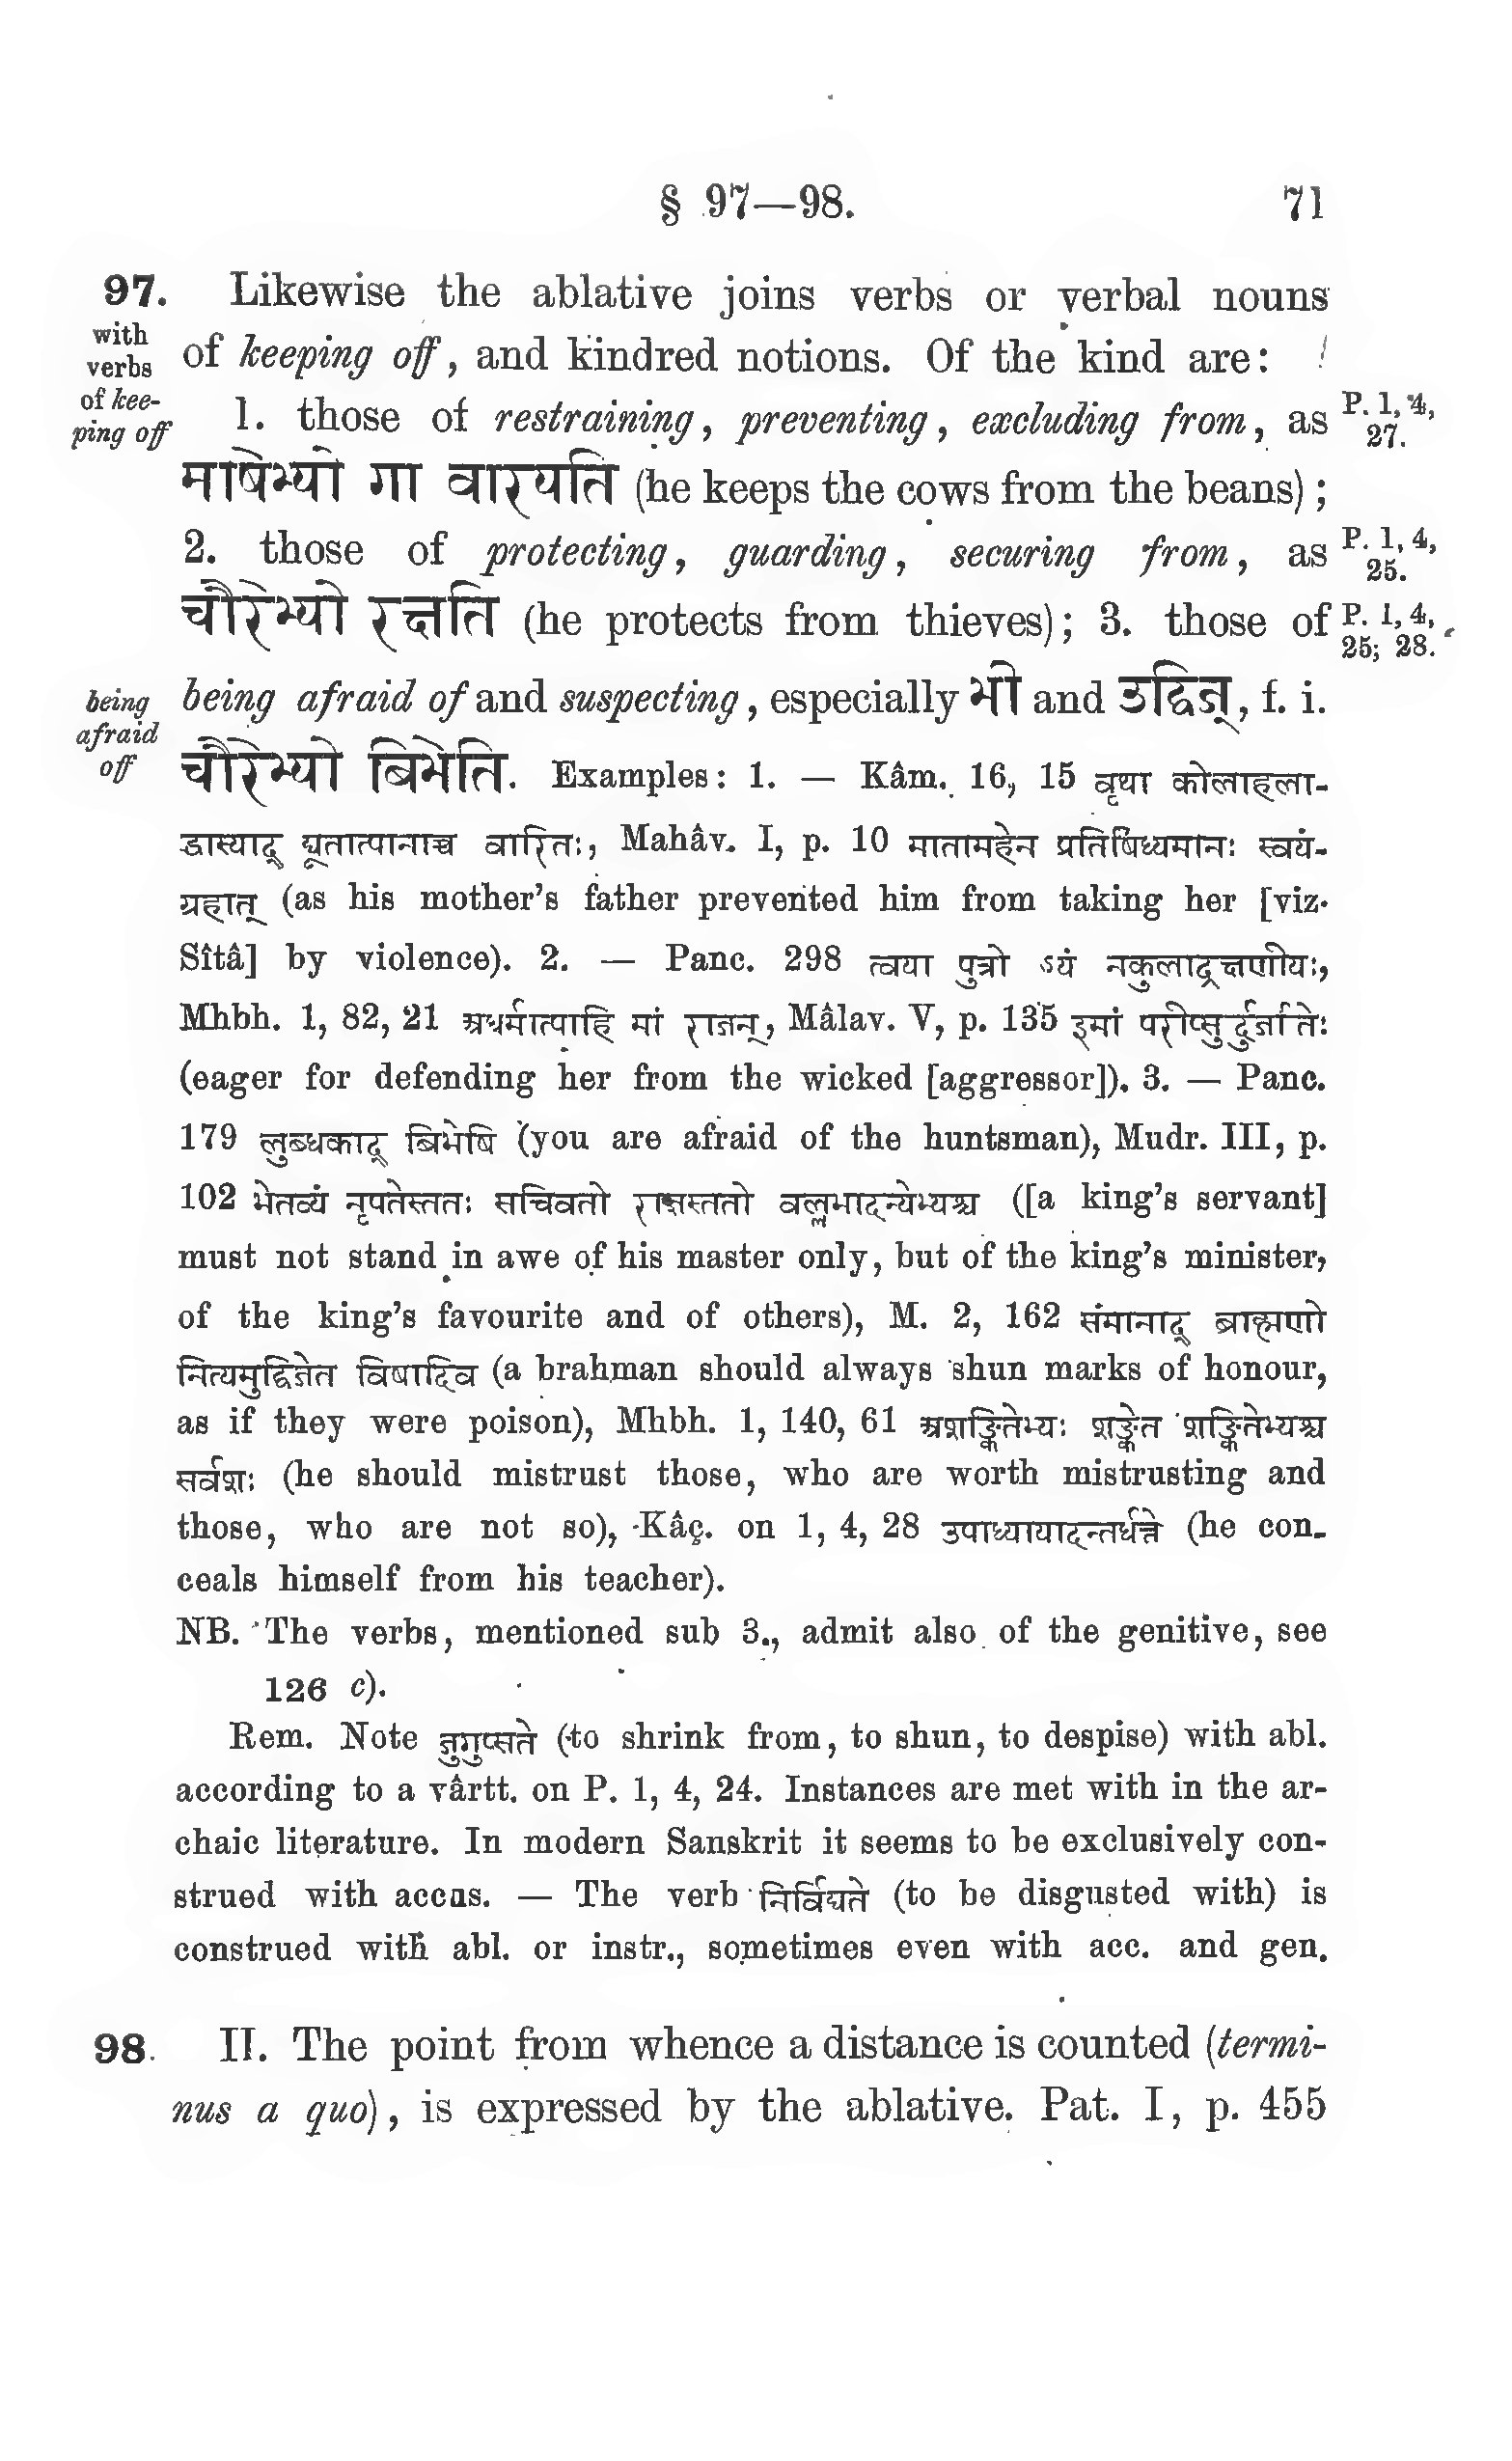 § 97—98. 71
97. Likewise the ablative joins verbs or verbal nouns
with verbs of keeping off
of keeping off, and kindred notions. Of the kind are:
1. those of restraining, preventing, excluding from, as P. 1, 4, 27.
माषेभ्यो गा वारयति (he keeps the cows from the beans);
2. those of protecting, guarding, securing from, as P. 1, 4, 25.
चौरेभ्यो रक्षति (he protects from thieves); 3. those of P. 1, 4, 25; 28.
being afraid off
being afraid of and suspecting, especially भी and उद्विज्, f. i.
चौरेभ्यो बिभेति. Examples: 1. — Kâm. 16, 15 वृथा कोलाहला-
डास्याद् द्यूतात्पानाच्च वारितः, Mahâv. I, p. 10 मातामहेन प्रतिषिध्यमानः स्वयं-
ग्रहात् (as his mother's father prevented him from taking her [viz.
Sîtâ] by violence). 2. — Panc. 298 त्वया पुत्रो ऽयं नकुलाद्रक्षणीयः,
Mhbh. 1, 82, 21 अधर्मात्पाहि मां राजन्, Mâlav. V, p. 135 इमां परीप्सुर्दुर्जातेः
(eager for defending her from the wicked [aggressor]). 3. — Panc.
179 लुब्धकाद् बिभेषि (you are afraid of the huntsman), Mudr. III, p.
102 भेतव्यं नृपतेस्ततः सचिवतो राज्ञस्ततो वल्लभादन्येभ्यश्च ([a king's servant]
must not stand in awe of his master only, but of the king's minister,
of the king's favourite and of others), M. 2, 162 संमानाद् ब्राह्मणो
नित्यमुद्विजेत विषादिव (a brahman should always shun marks of honour,
as if they were poison), Mhbh. 1, 140, 61 अशङ्कितेभ्यः शङ्केत शङ्कितेभ्यश्च
सर्वशः (he should mistrust those, who are worth mistrusting and
those, who are not so), Kâç. on 1, 4, 28 उपाध्यायादन्तर्धत्ते (he con-
ceals himself from his teacher).
NB. The verbs, mentioned sub 3., admit also of the genitive, see
126 c).
Rem. Note जुगुप्सते (to shrink from, to shun, to despise) with abl.
according to a vârtt. on P. 1, 4, 24. Instances are met with in the ar-
chaic literature. In modern Sanskrit it seems to be exclusively con-
strued with accus. — The verb निर्विद्यते (to be disgusted with) is
construed with abl. or instr., sometimes even with acc. and gen.
98. II. The point from whence a distance is counted (termi-
nus a quo), is expressed by the ablative. Pat. I, p. 455